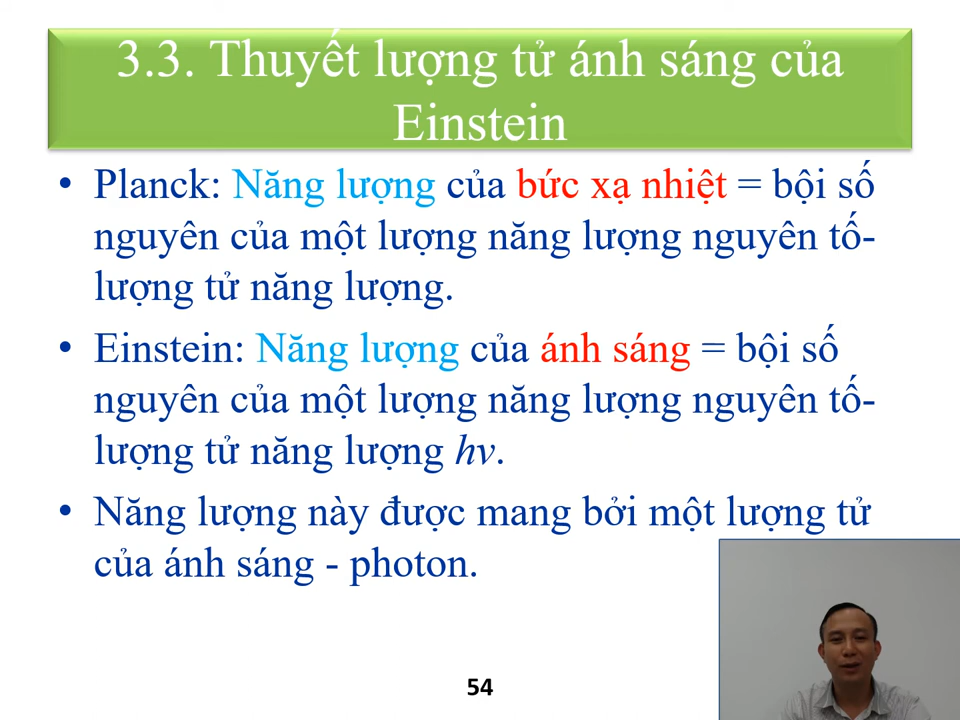 3.3. Thuyết lượng tử ánh sáng của
Einstein
• Planck: Năng lượng của bức xạ nhiệt = bội số
nguyên của một lượng năng lượng nguyên tố-
lượng tử năng lượng.
• Einstein: Năng lượng của ánh sáng = bội số
nguyên của một lượng năng lượng nguyên tố-
lượng tử năng lượng hv.
• Năng lượng này được mang bởi một lượng tử
của ánh sáng - photon.
54